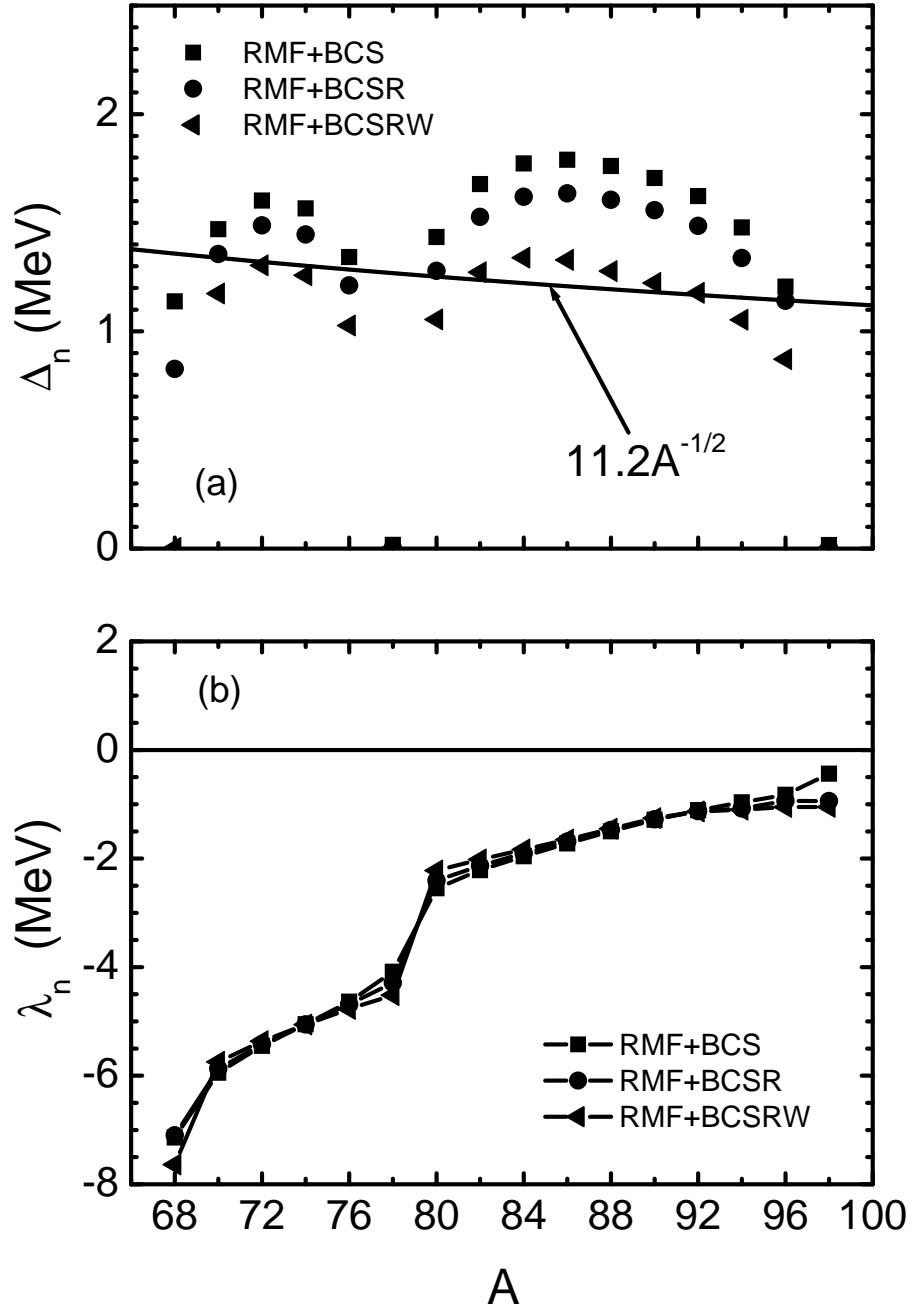 RMF+BCS
RMF+BCSR
RMF+BCSRW
2
1
0
Δn (MeV)
11.2A-1/2
(a)
2
0
-2
-4
-6
-8
λn (MeV)
(b)
RMF+BCS
RMF+BCSR
RMF+BCSRW
68 72 76 80 84 88 92 96 100
A